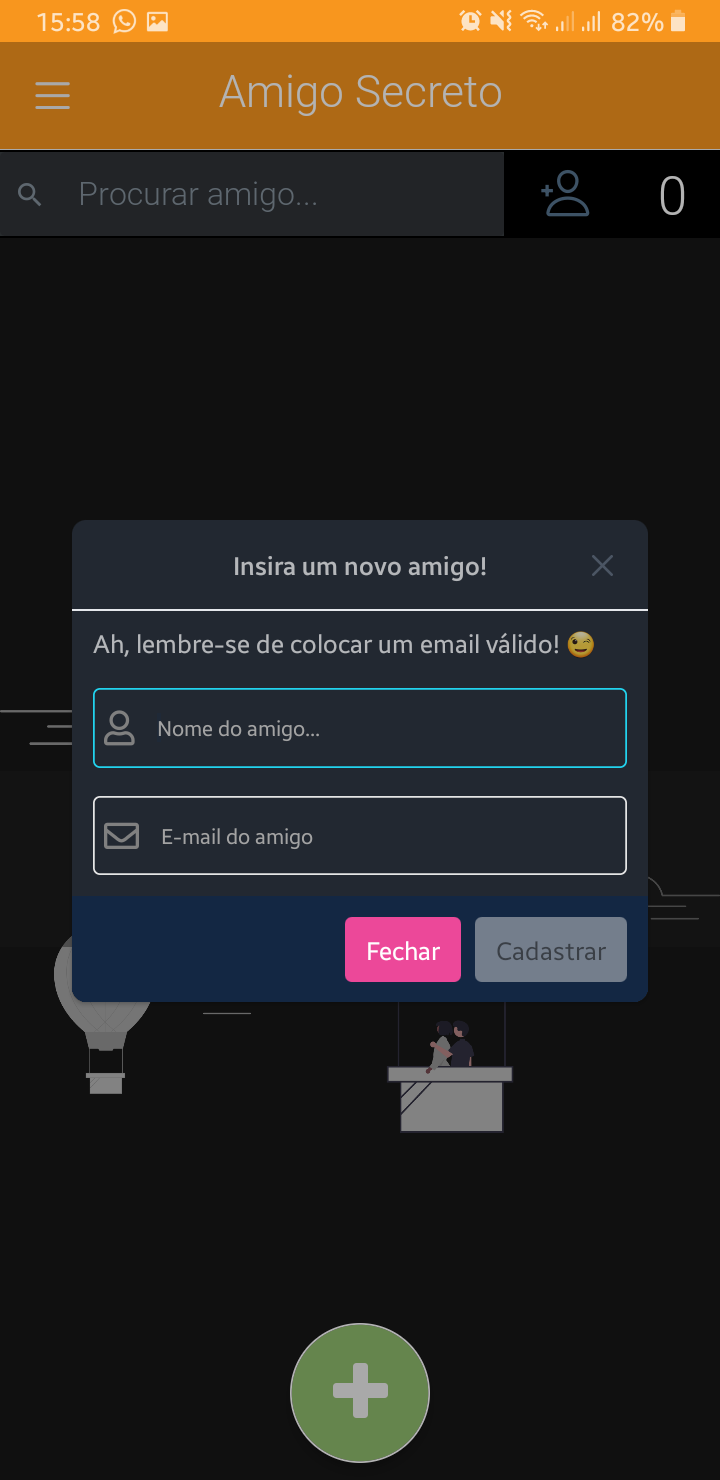 15:58 82%
Amigo Secreto
Procurar amigo... 0
Insira um novo amigo!
Ah, lembre-se de colocar um email válido! 😉
Nome do amigo...
E-mail do amigo
Fechar Cadastrar